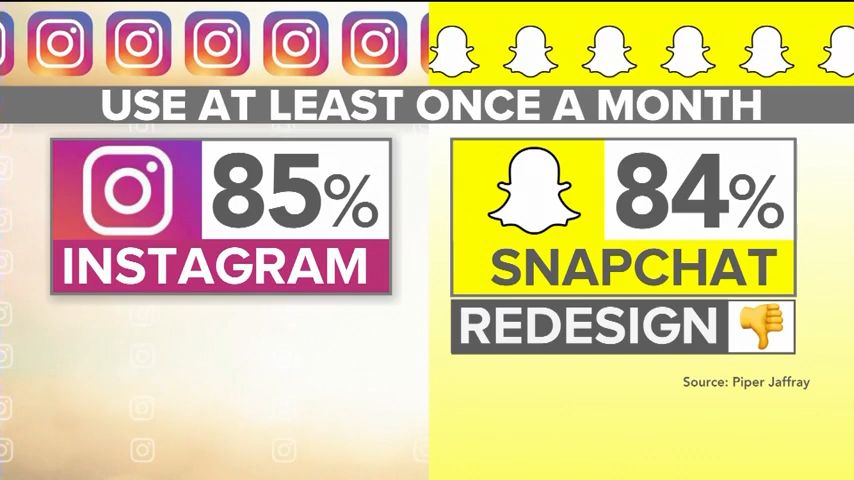 USE AT LEAST ONCE A MONTH
85%
INSTAGRAM
84%
SNAPCHAT
REDESIGN
Source: Piper Jaffray